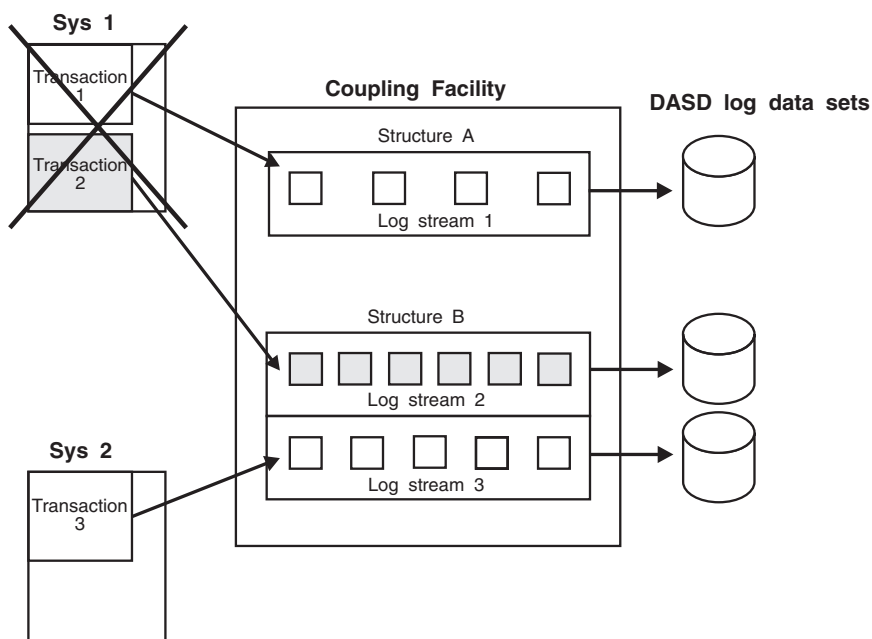 Sys 1
Transaction
1
Transaction
2
Coupling Facility
DASD log data sets
Structure A
Log stream 1
Structure B
Log stream 2
Log stream 3
Sys 2
Transaction
3